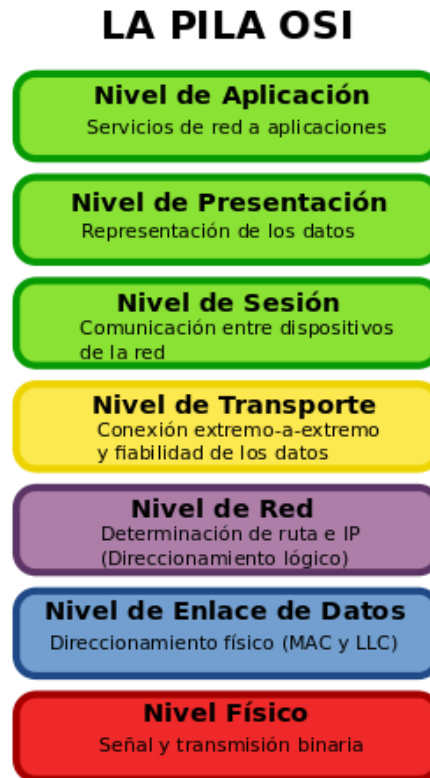 LA PILA OSI
Nivel de Aplicación
Servicios de red a aplicaciones
Nivel de Presentación
Representación de los datos
Nivel de Sesión
Comunicación entre dispositivos
de la red
Nivel de Transporte
Conexión extremo-a-extremo
y fiabilidad de los datos
Nivel de Red
Determinación de ruta e IP
(Direccionamiento lógico)
Nivel de Enlace de Datos
Direccionamiento físico (MAC y LLC)
Nivel Físico
Señal y transmisión binaria